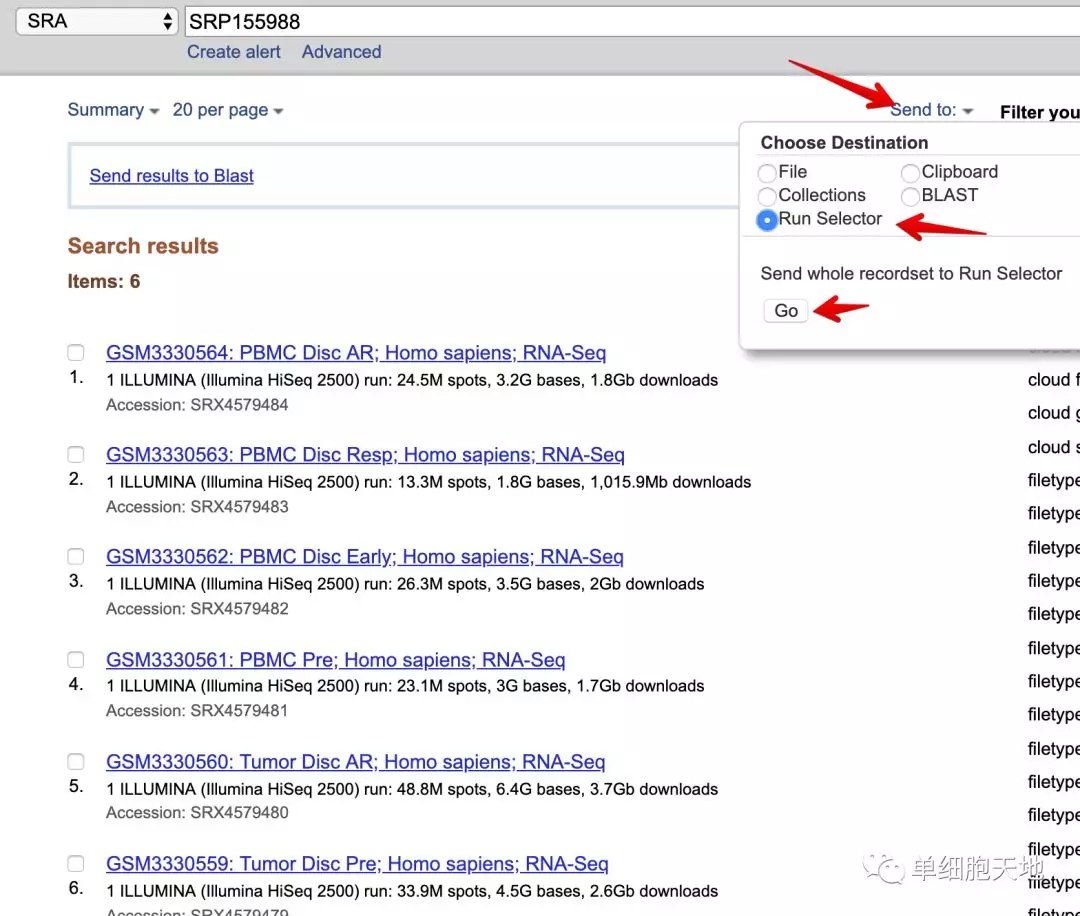 SRA
SRP155988
Create alert Advanced
Summary 20 per page
Send to:
Filter you
Choose Destination
File Clipboard
Collections BLAST
Run Selector
Send whole recordset to Run Selector
Go
Send results to Blast
Search results
Items: 6
GSM3330564: PBMC Disc AR; Homo sapiens; RNA-Seq
1. 1 ILLUMINA (Illumina HiSeq 2500) run: 24.5M spots, 3.2G bases, 1.8Gb downloads
Accession: SRX4579484
GSM3330563: PBMC Disc Resp; Homo sapiens; RNA-Seq
2. 1 ILLUMINA (Illumina HiSeq 2500) run: 13.3M spots, 1.8G bases, 1,015.9Mb downloads
Accession: SRX4579483
GSM3330562: PBMC Disc Early; Homo sapiens; RNA-Seq
3. 1 ILLUMINA (Illumina HiSeq 2500) run: 26.3M spots, 3.5G bases, 2Gb downloads
Accession: SRX4579482
GSM3330561: PBMC Pre; Homo sapiens; RNA-Seq
4. 1 ILLUMINA (Illumina HiSeq 2500) run: 23.1M spots, 3G bases, 1.7Gb downloads
Accession: SRX4579481
GSM3330560: Tumor Disc AR; Homo sapiens; RNA-Seq
5. 1 ILLUMINA (Illumina HiSeq 2500) run: 48.8M spots, 6.4G bases, 3.7Gb downloads
Accession: SRX4579480
GSM3330559: Tumor Disc Pre; Homo sapiens; RNA-Seq
6. 1 ILLUMINA (Illumina HiSeq 2500) run: 33.9M spots, 4.5G bases, 2.6Gb downloads
Accession: SRX4579479
cloud f
cloud g
cloud s
filetype
filetype
filetype
filetype
filetype
filetype
filetype
filetype
filetype
filetype
filetype
filetype
filetype
filetype
单细胞天地